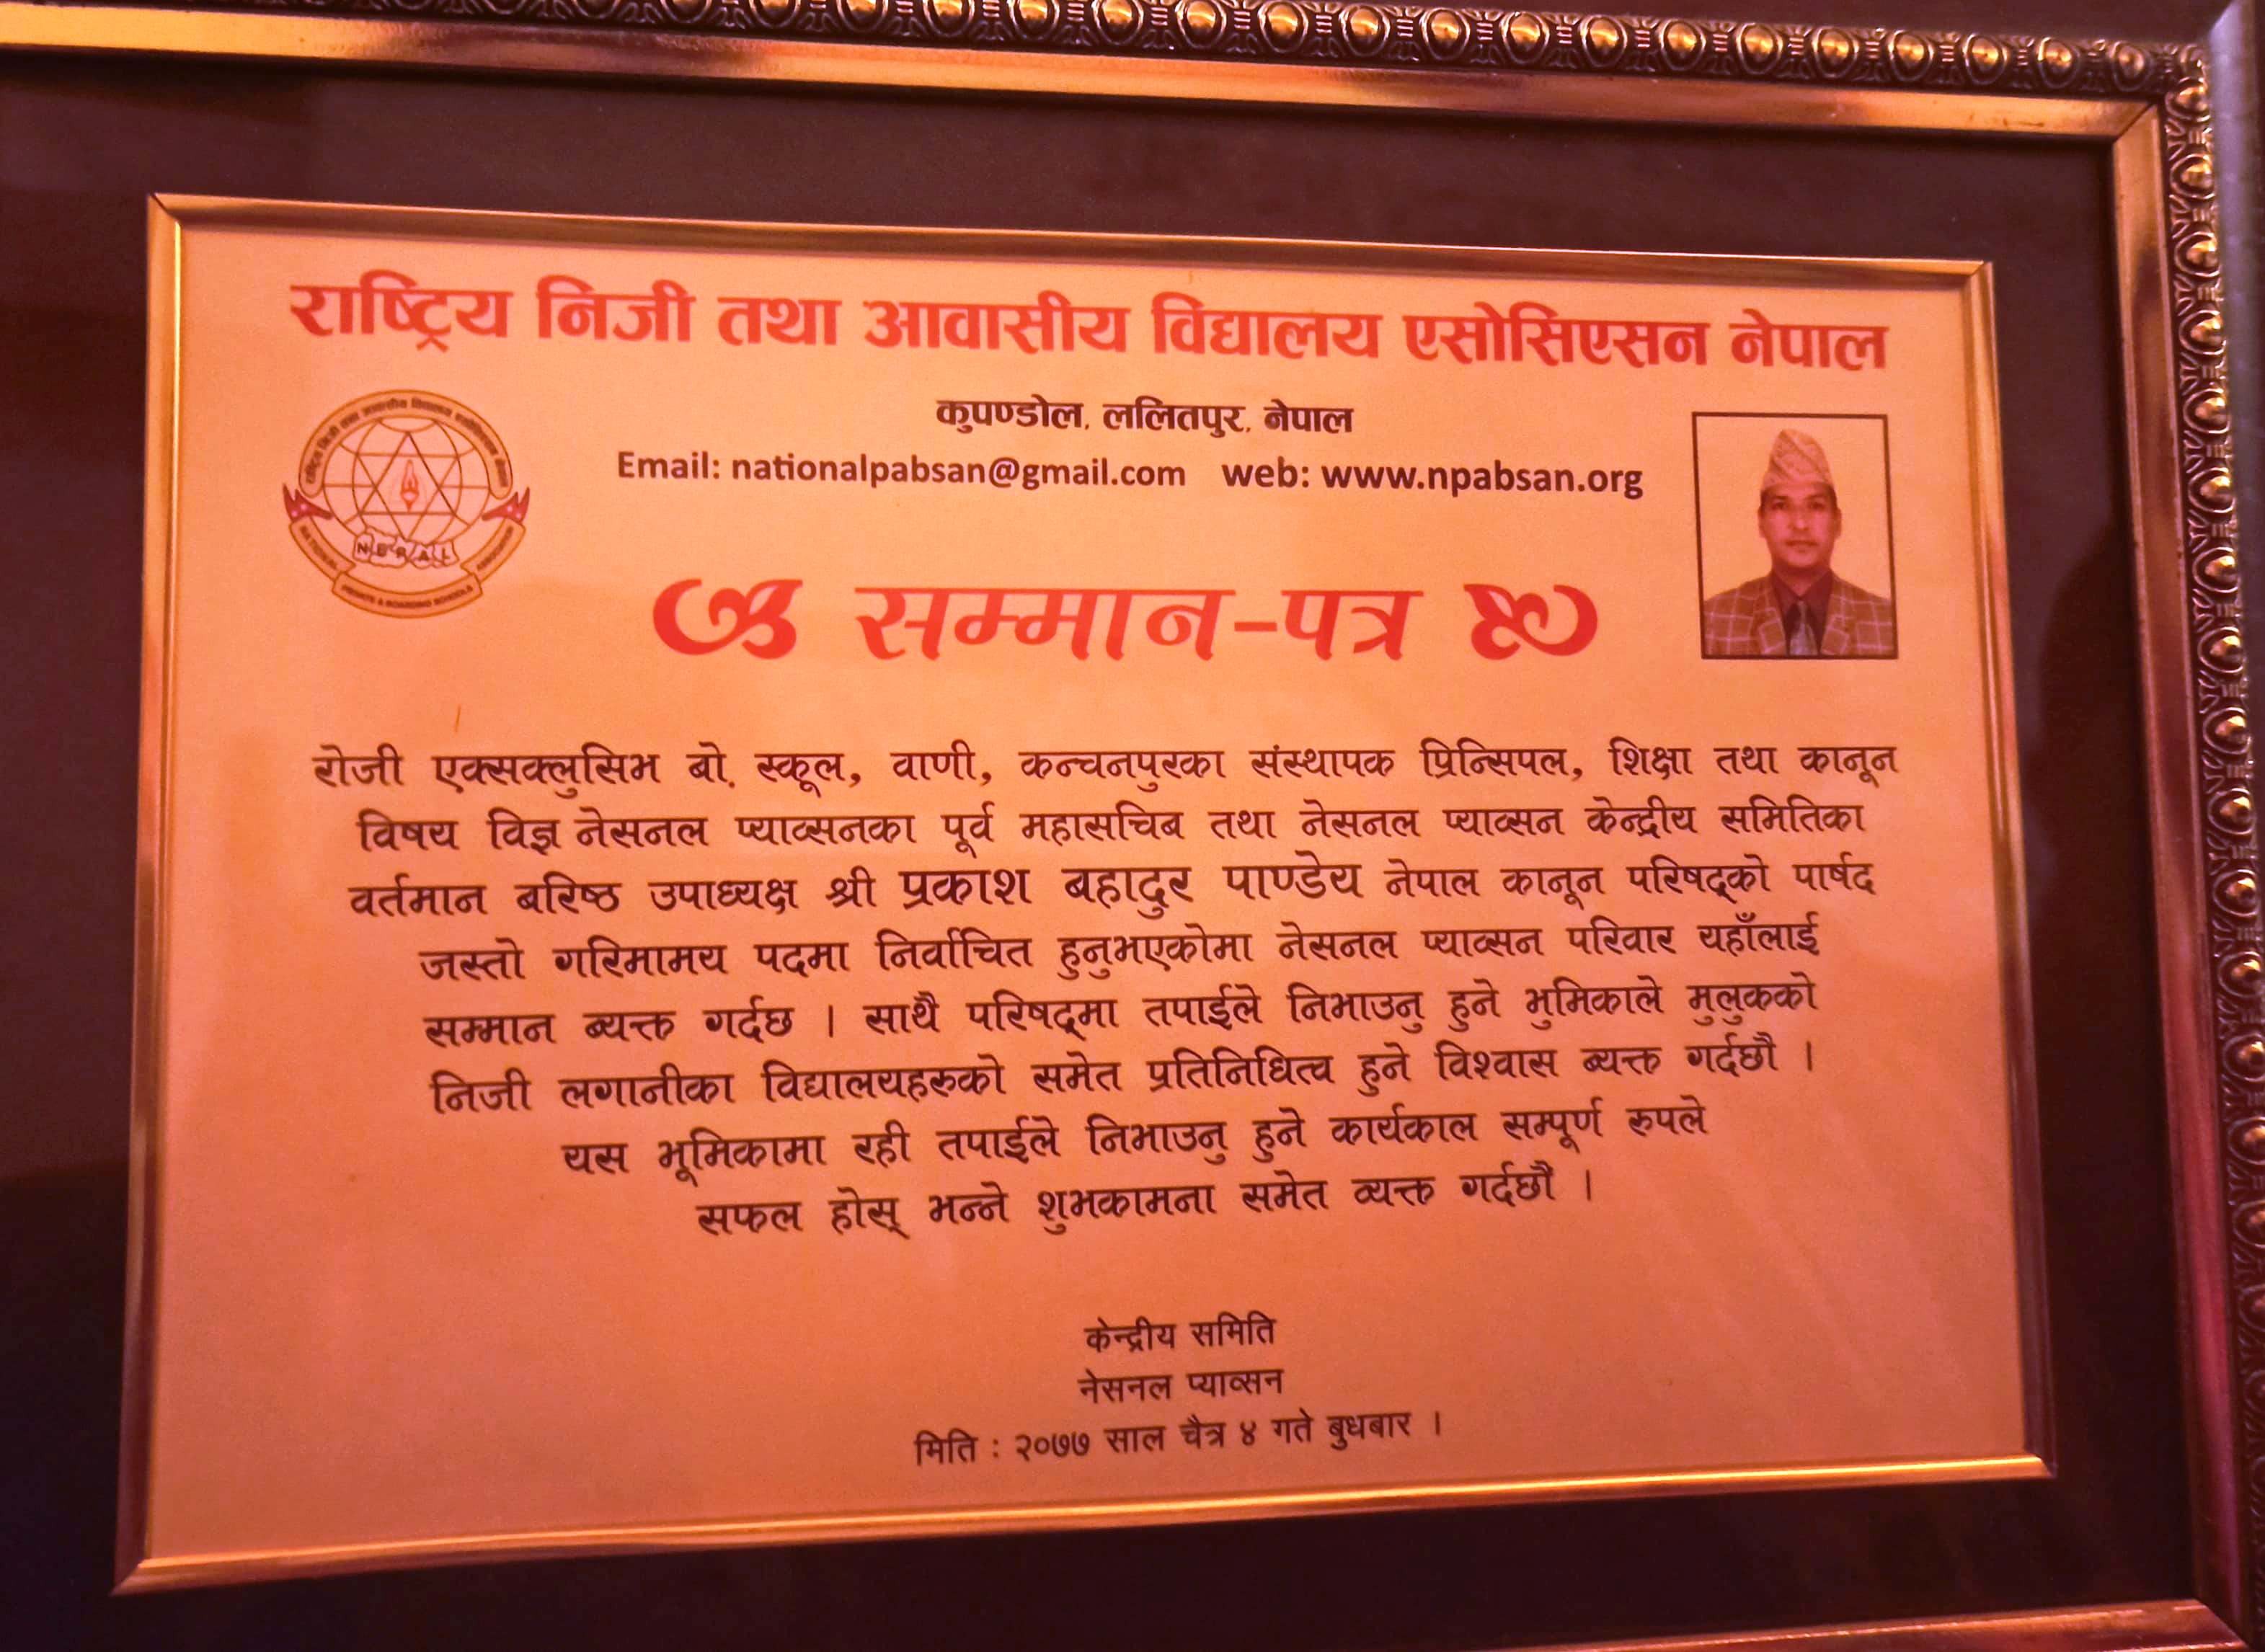 राष्ट्रिय निजी तथा आवासीय विद्यालय एसोसिएसन नेपाल
कुपण्डोल, ललितपुर, नेपाल
Email: nationalpabsan@gmail.com web: www.npabsan.org
NEPAL
सम्मान-पत्र
रोजी एक्सक्लुसिभ बो. स्कूल, वाणी, कन्चनपुरका संस्थापक प्रिन्सिपल, शिक्षा तथा कानून
विषय विज्ञ नेसनल प्याब्सनका पूर्व महासचिब तथा नेसनल प्याब्सन केन्द्रीय समितिका
वर्तमान बरिष्ठ उपाध्यक्ष श्री प्रकाश बहादुर पाण्डेय नेपाल कानून परिषद्को पार्षद
जस्तो गरिमामय पदमा निर्वाचित हुनुभएकोमा नेसनल प्याब्सन परिवार यहाँलाई
सम्मान ब्यक्त गर्दछ । साथै परिषद्मा तपाईले निभाउनु हुने भुमिकाले मुलुकको
निजी लगानीका विद्यालयहरुको समेत प्रतिनिधित्व हुने विश्वास ब्यक्त गर्दछौ ।
यस भूमिकामा रही तपाईले निभाउनु हुने कार्यकाल सम्पूर्ण रुपले
सफल होस् भन्ने शुभकामना समेत व्यक्त गर्दछौ ।
केन्द्रीय समिति
नेसनल प्याब्सन
मिति : २०७७ साल चैत्र ४ गते बुधबार ।